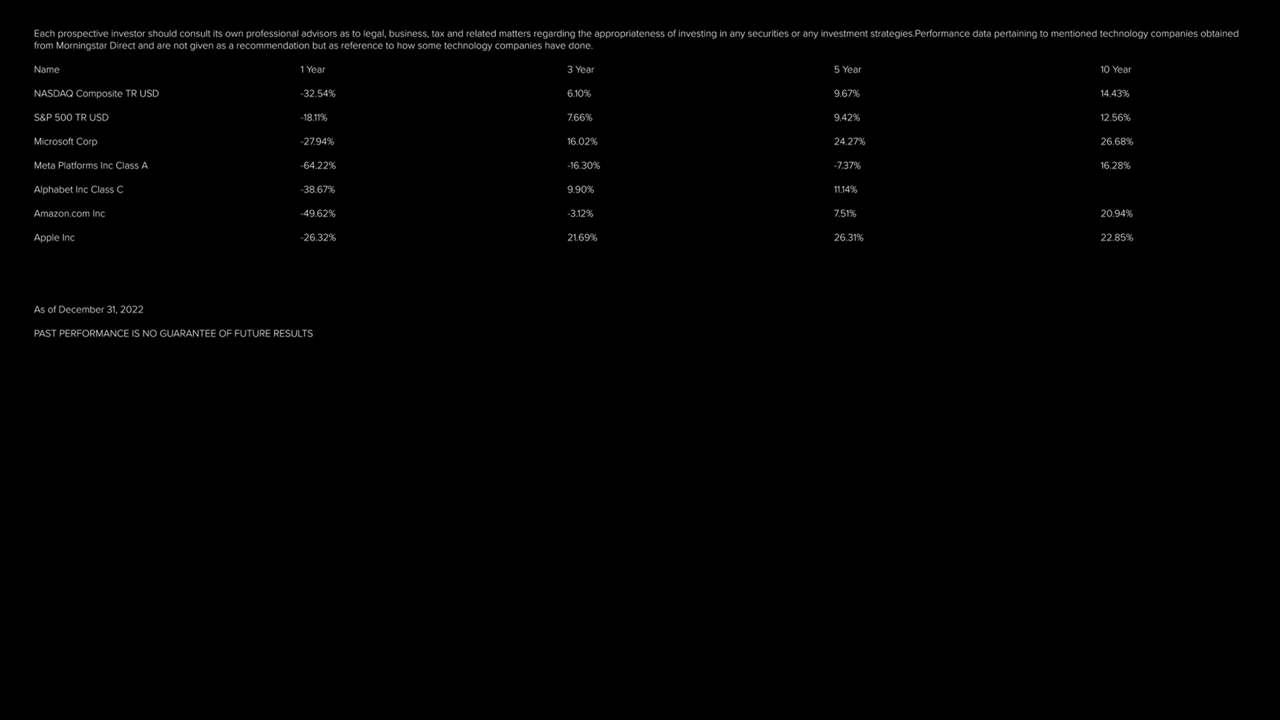 Each prospective investor should consult its own professional advisors as to legal, business, tax and related matters regarding the appropriateness of investing in any securities or any investment strategies.Performance data pertaining to mentioned technology companies obtained
from Morningstar Direct and are not given as a recommendation but as reference to how some technology companies have done.
Name 1 Year 3 Year 5 Year 10 Year
NASDAQ Composite TR USD -32.54% 6.10% 9.67% 14.43%
S&P 500 TR USD -18.11% 7.66% 9.42% 12.56%
Microsoft Corp -27.94% 16.02% 24.27% 26.68%
Meta Platforms Inc Class A -64.22% -16.30% -7.37% 16.28%
Alphabet Inc Class C -38.67% 9.90% 11.14%
Amazon.com Inc -49.62% -3.12% 7.51% 20.94%
Apple Inc -26.32% 21.69% 26.31% 22.85%
As of December 31, 2022
PAST PERFORMANCE IS NO GUARANTEE OF FUTURE RESULTS